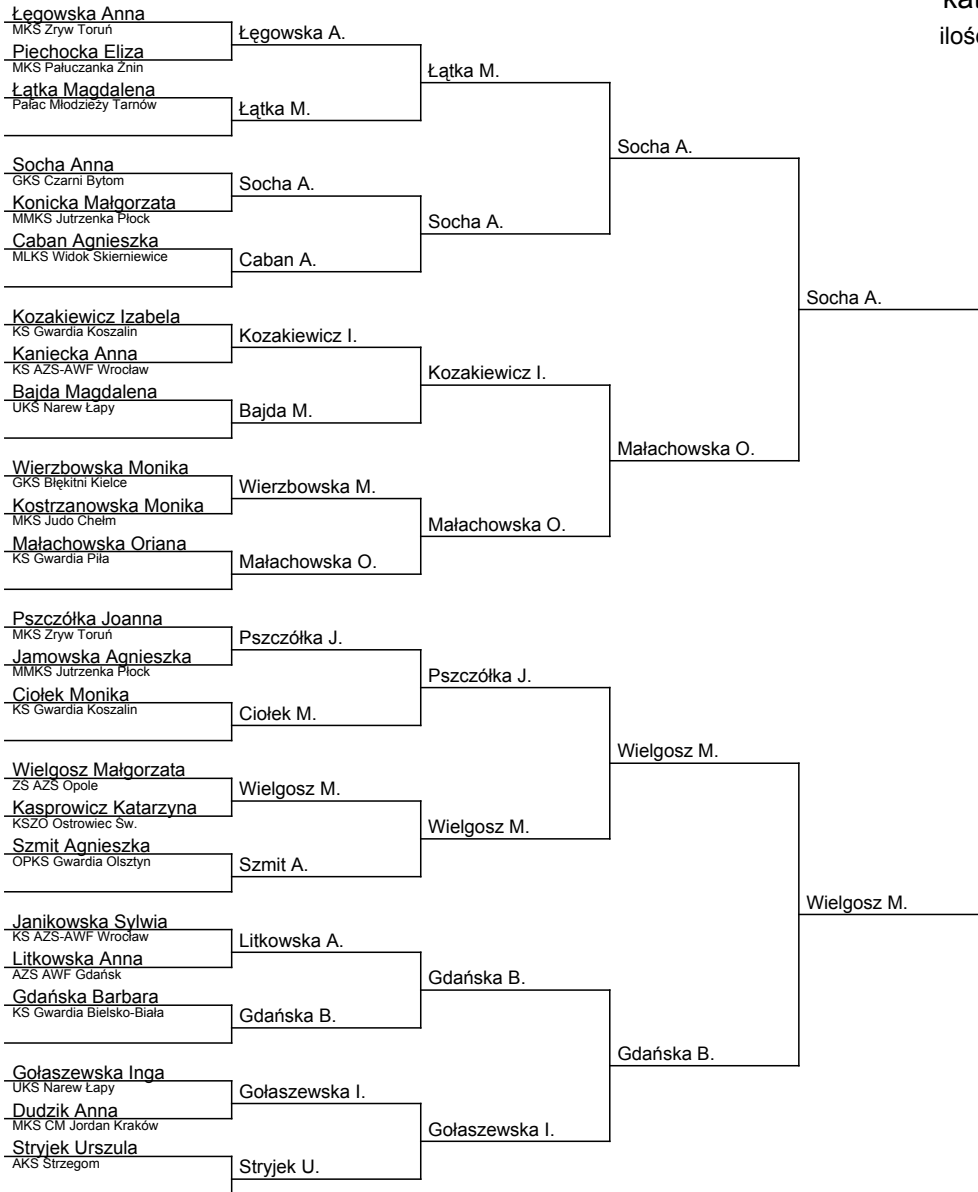 Łęgowska Anna
MKS Zryw Toruń
Piechocka Eliza
MKS Pałuczanka Żnin
Łątka Magdalena
Pałac Młodzieży Tarnów
Socha Anna
GKS Czarni Bytom
Konicka Małgorzata
MMKS Jutrzenka Płock
Caban Agnieszka
MLKS Widok Skierniewice
Kozakiewicz Izabela
KS Gwardia Koszalin
Kaniecka Anna
KS AZS-AWF Wrocław
Bajda Magdalena
UKS Narew Łapy
Wierzbowska Monika
GKS Błękitni Kielce
Kostrzanowska Monika
MKS Judo Chełm
Małachowska Oriana
KS Gwardia Piła
Pszczółka Joanna
MKS Zryw Toruń
Jamowska Agnieszka
MMKS Jutrzenka Płock
Ciołek Monika
KS Gwardia Koszalin
Wielgosz Małgorzata
ZŚ AZS Opole
Kasprowicz Katarzyna
KSZO Ostrowiec Św.
Szmit Agnieszka
OPKS Gwardia Olsztyn
Janikowska Sylwia
KS AZS-AWF Wrocław
Litkowska Anna
AZS AWF Gdańsk
Gdańska Barbara
KS Gwardia Bielsko-Biała
Gołaszewska Inga
UKS Narew Łapy
Dudzik Anna
MKS CM Jordan Kraków
Stryjek Urszula
AKS Strzegom
Łęgowska A.
Łątka M.
Socha A.
Caban A.
Kozakiewicz I.
Bajda M.
Wierzbowska M.
Małachowska O.
Pszczółka J.
Ciołek M.
Wielgosz M.
Szmit A.
Litkowska A.
Gdańska B.
Gołaszewska I.
Stryjek U.
Łątka M.
Socha A.
Kozakiewicz I.
Małachowska O.
Pszczółka J.
Wielgosz M.
Gdańska B.
Gołaszewska I.
Socha A.
Małachowska O.
Wielgosz M.
Gdańska B.
Socha A.
Wielgosz M.